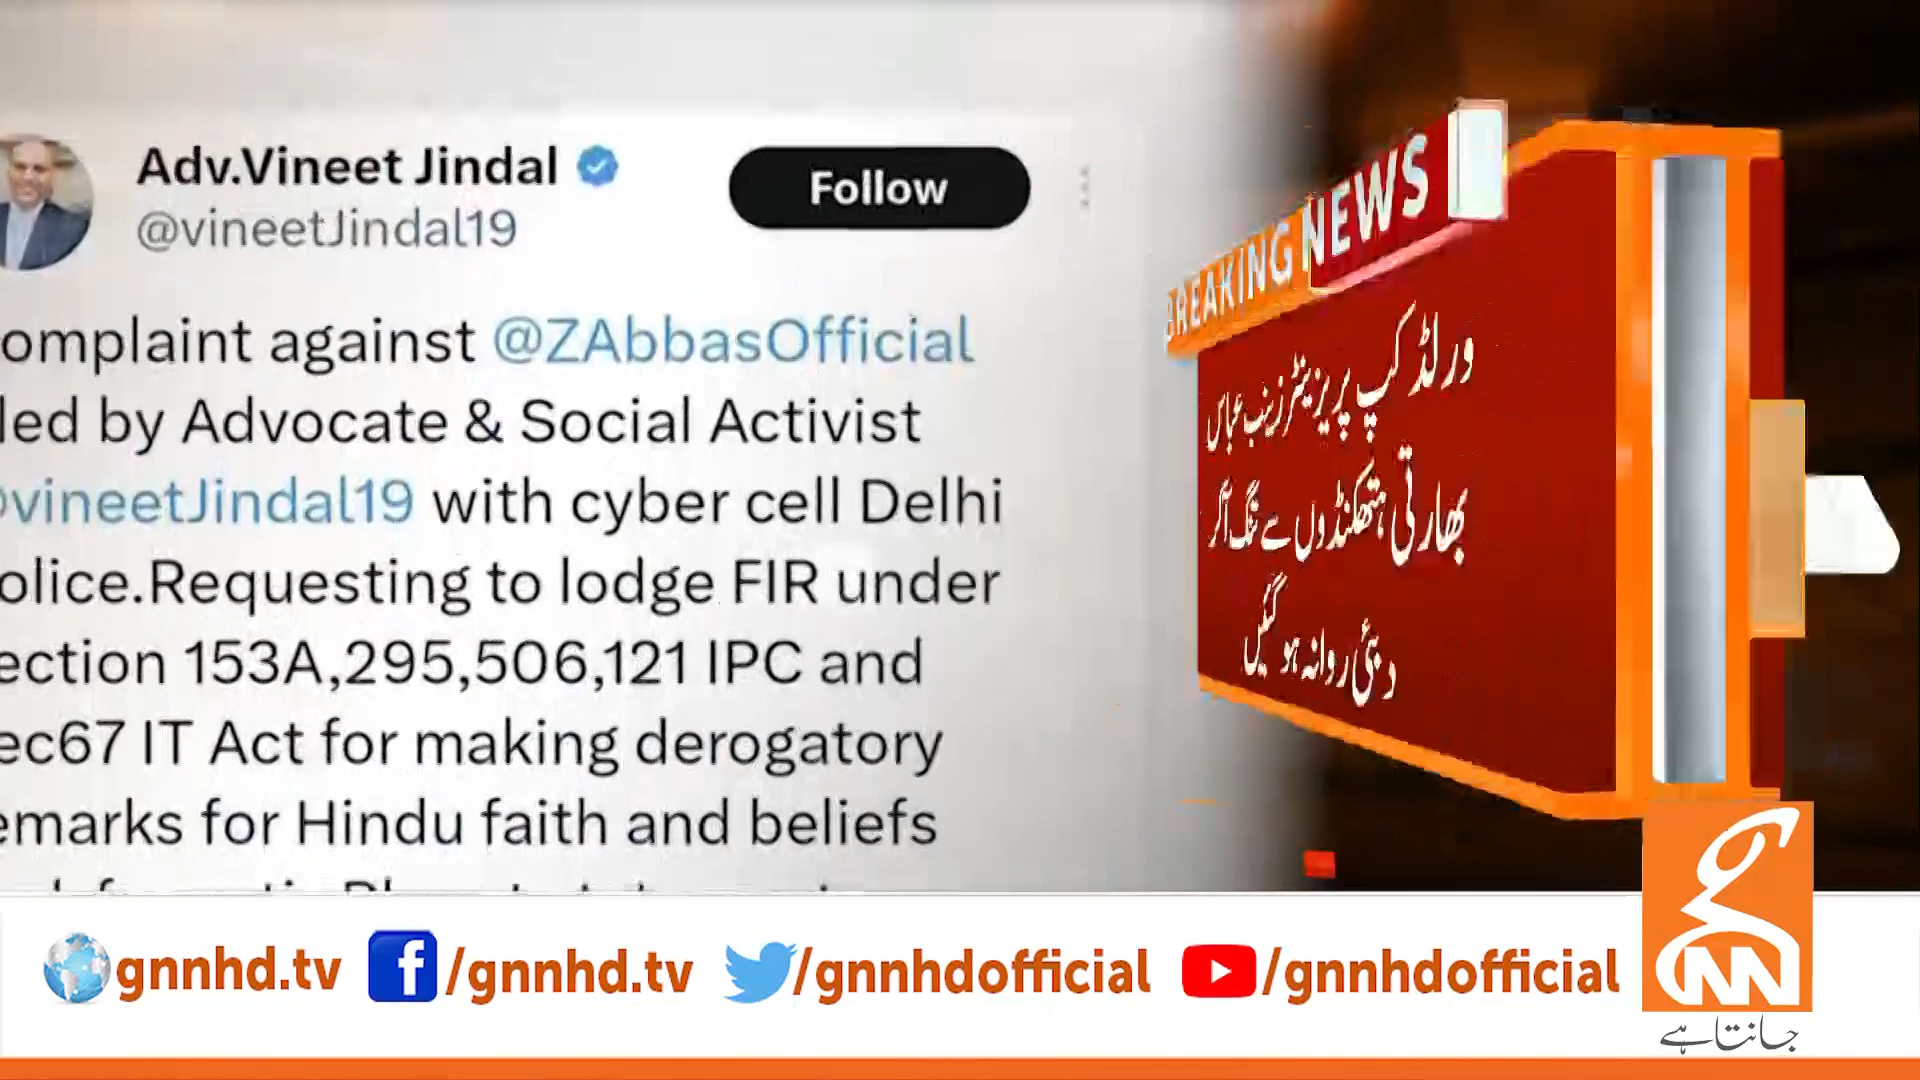 Adv.Vineet Jindal
@vineetJindal19
Follow
omplaint against @ZAbbasOfficial
led by Advocate & Social Activist
@vineetJindal19 with cyber cell Delhi
olice.Requesting to lodge FIR under
ection 153A,295,506,121 IPC and
ec67 IT Act for making derogatory
emarks for Hindu faith and beliefs
BREAKING NEWS
ورلڈ کپ پریزینٹر زینب عباس
بھارتی ہتھکنڈوں سے تنگ آکر
دبئی روانہ ہو گئیں
gnnhd.tv
/gnnhd.tv
/gnnhdofficial
/gnnhdofficial
GNN
جانتا ہے